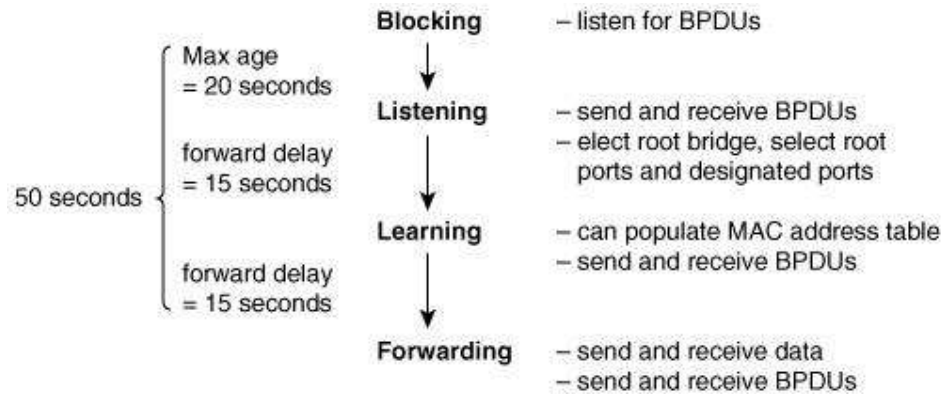 Blocking – listen for BPDUs
Max age
= 20 seconds
Listening – send and receive BPDUs
– elect root bridge, select root
ports and designated ports
forward delay
= 15 seconds
50 seconds
Learning – can populate MAC address table
– send and receive BPDUs
forward delay
= 15 seconds
Forwarding – send and receive data
– send and receive BPDUs